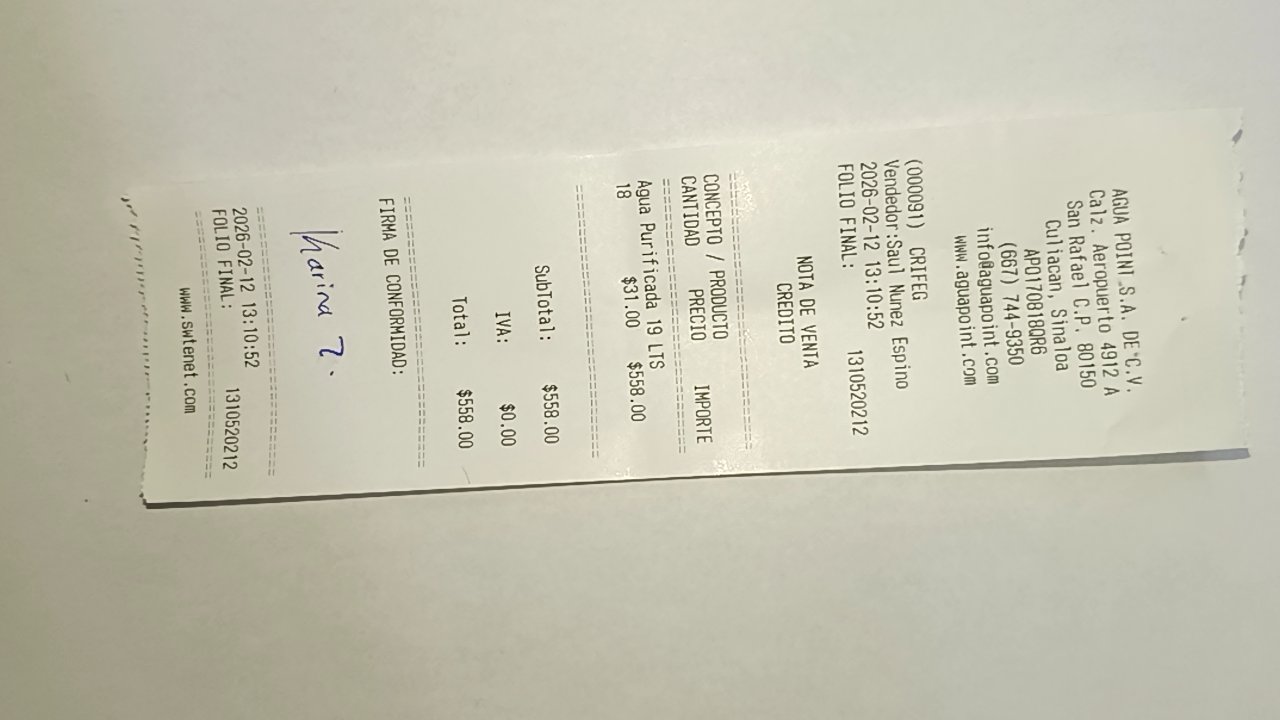 AGUA POINT S.A. DE C.V.
Calz. Aeropuerto 4912 A
San Rafael C.P. 80150
Culiacan, Sinaloa
APO170818QR6
(667) 744-9350
info@aguapoint.com
www.aguapoint.com
(000091) CRIFEG
Vendedor:Saul Nunez Espino
2026-02-12 13:10:52 1310520212
FOLIO FINAL:
NOTA DE VENTA
CREDITO
CONCEPTO / PRODUCTO
CANTIDAD PRECIO IMPORTE
Agua Purificada 19 LTS
18 $31.00 $558.00
SubTotal: $558.00
IVA: $0.00
Total: $558.00
FIRMA DE CONFORMIDAD:
Karina
2026-02-12 13:10:52 1310520212
FOLIO FINAL:
www.swtenet.com